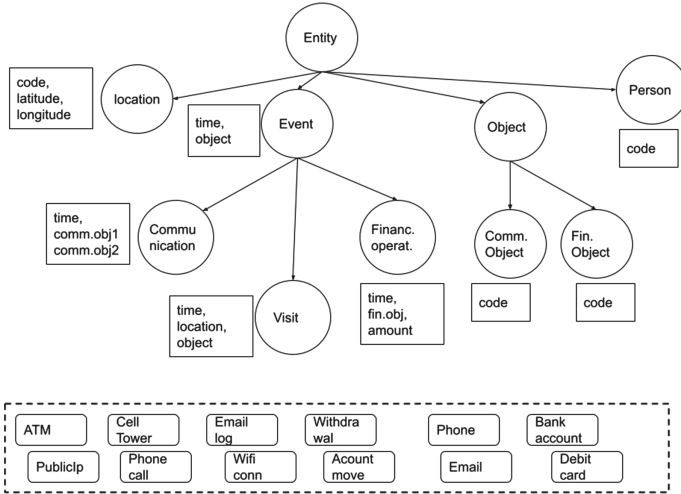 Entity
code,
latitude,
longitude
location
time,
object
Event
Object
Person
code
time,
comm.obj1
comm.obj2
Commu
nication
Financ.
operat.
Comm.
Object
Fin.
Object
time,
location,
object
Visit
time,
fin.obj,
amount
code
code
ATM
Cell
Tower
Email
log
Withdra
wal
Phone
Bank
account
PublicIp
Phone
call
Wifi
conn
Acount
move
Email
Debit
card